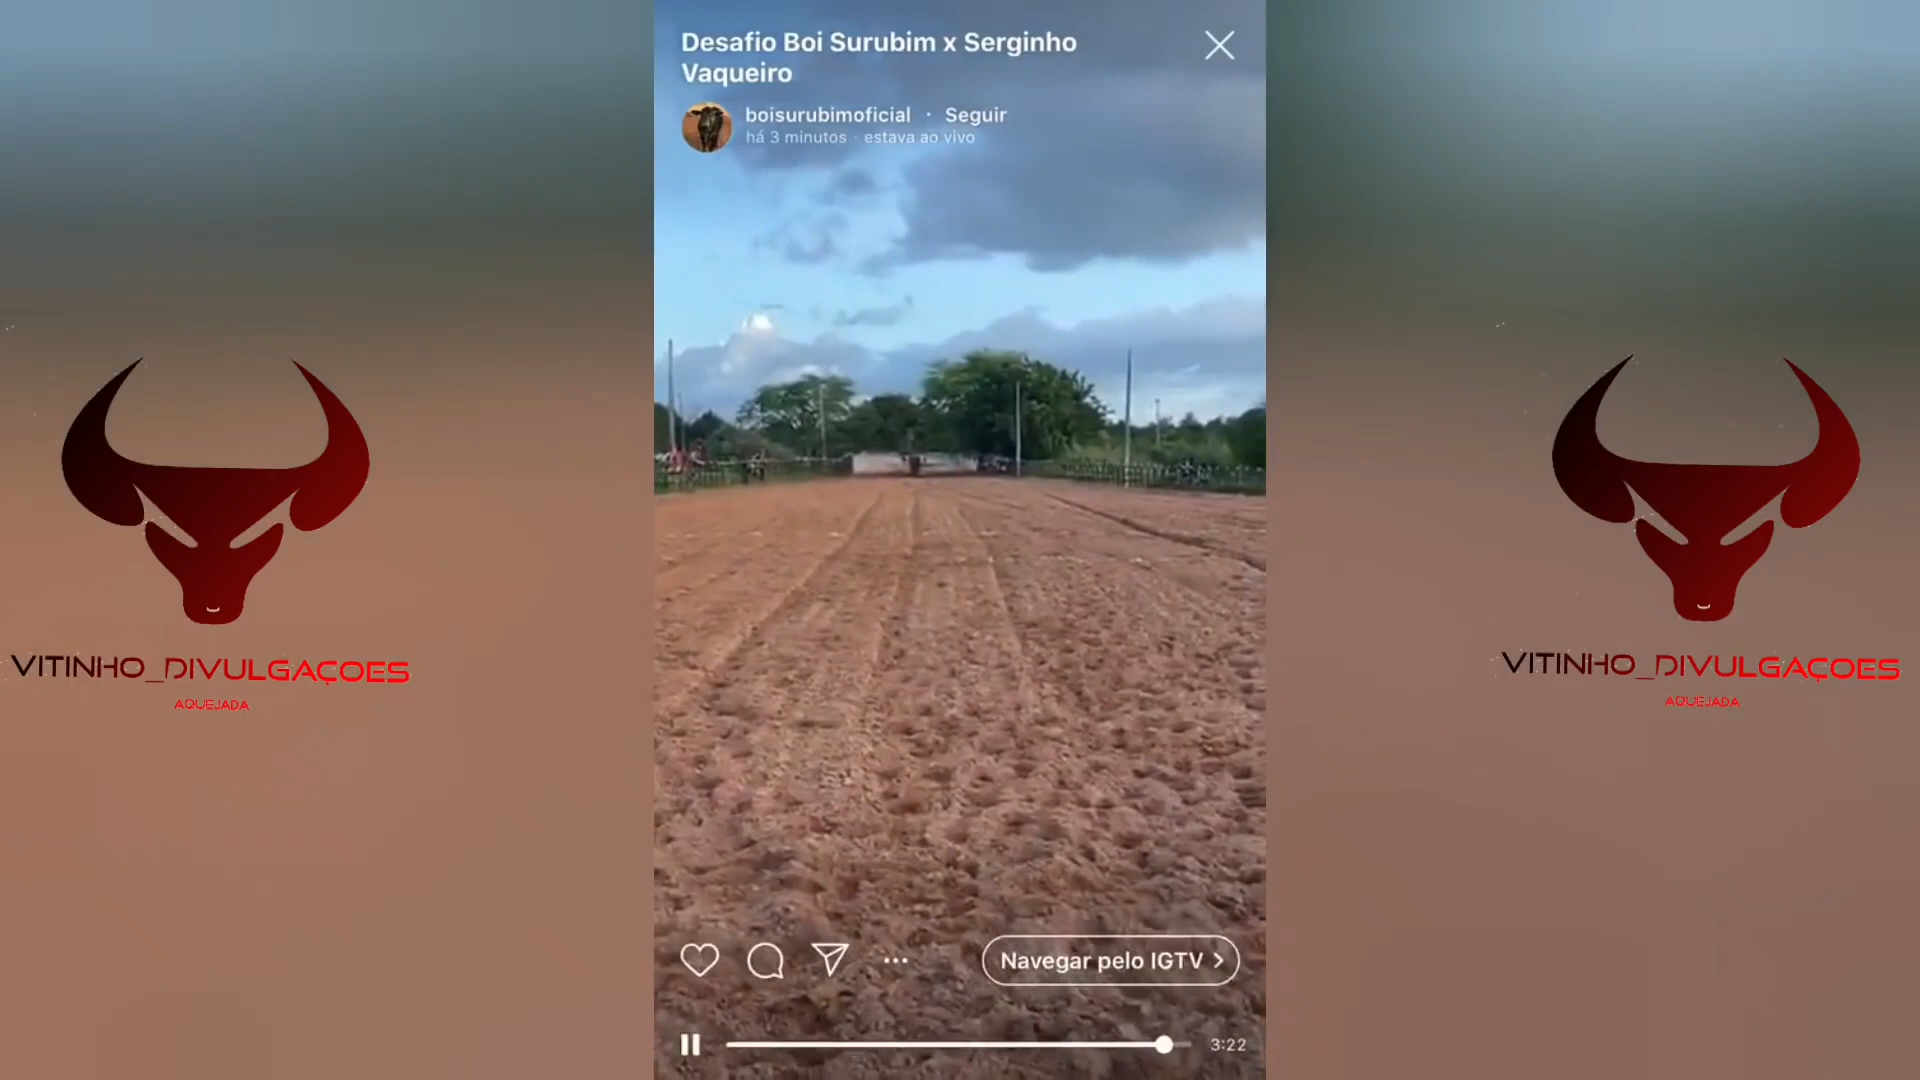 Desafio Boi Surubim x Serginho
Vaqueiro
boisurubimoficial · Seguir
há 3 minutos · estava ao vivo
VITINHO_DIVULGAÇOES
AQUEJADA
VITINHO_DIVULGAÇOES
AQUEJADA
Navegar pelo IGTV
3:22